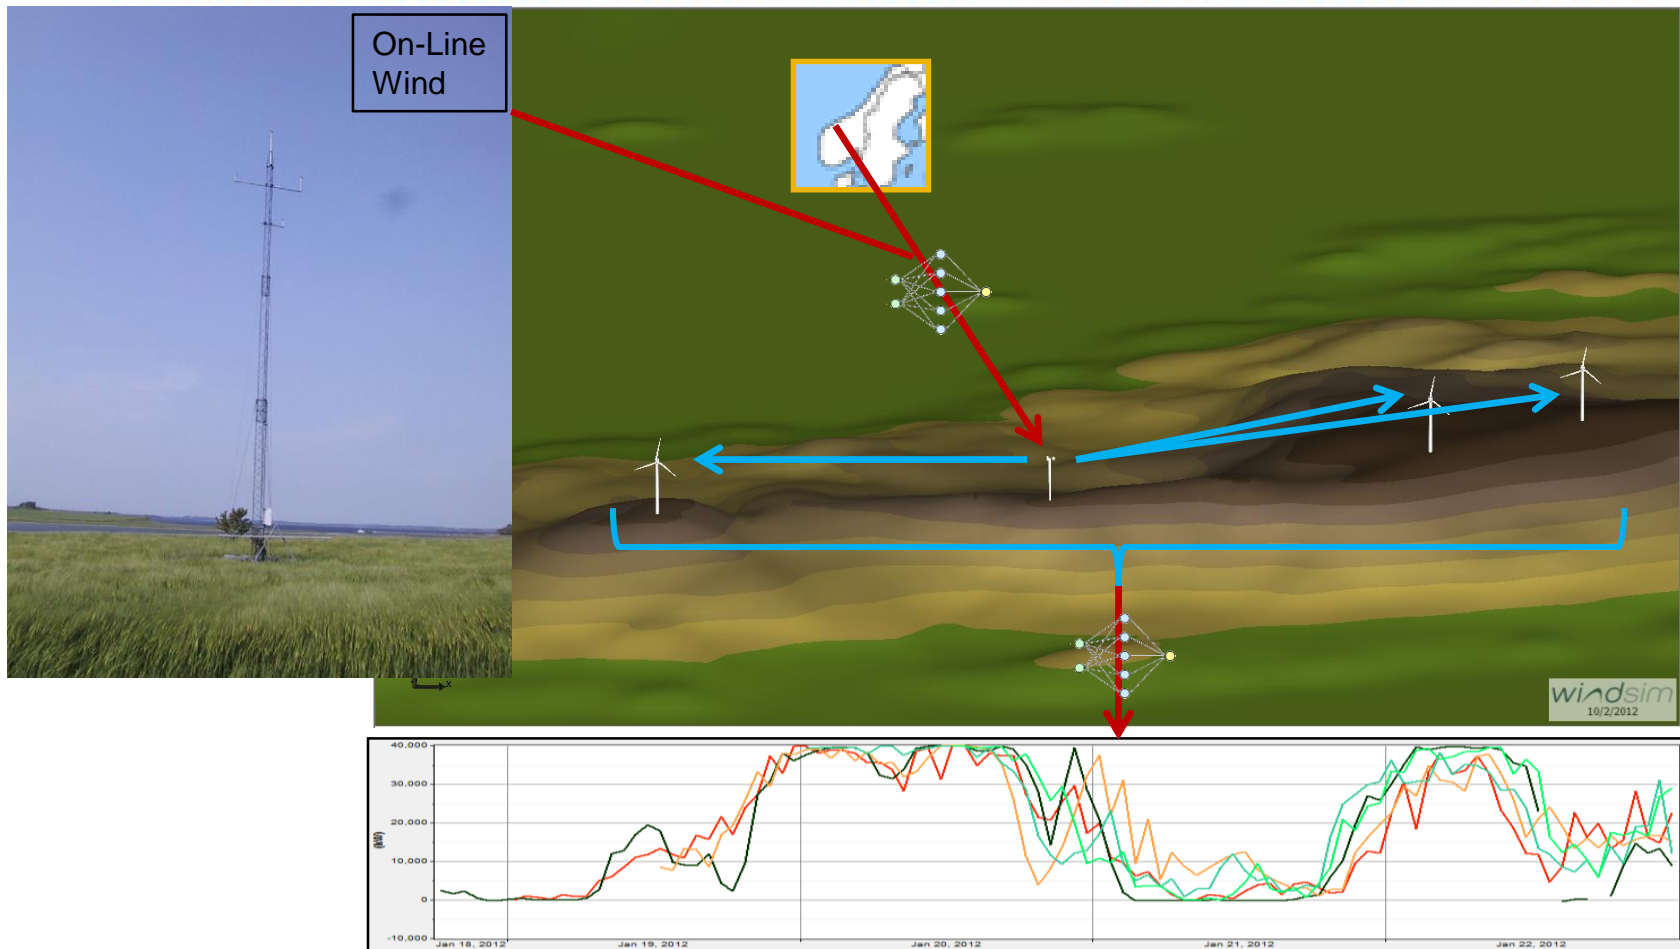 On-Line
Wind
x
windsim
10/2/2012
40,000
30,000
20,000
(kW)
10,000
0
-10,000
Jan 18, 2012
Jan 19, 2012
Jan 20, 2012
Jan 21, 2012
Jan 22, 2012